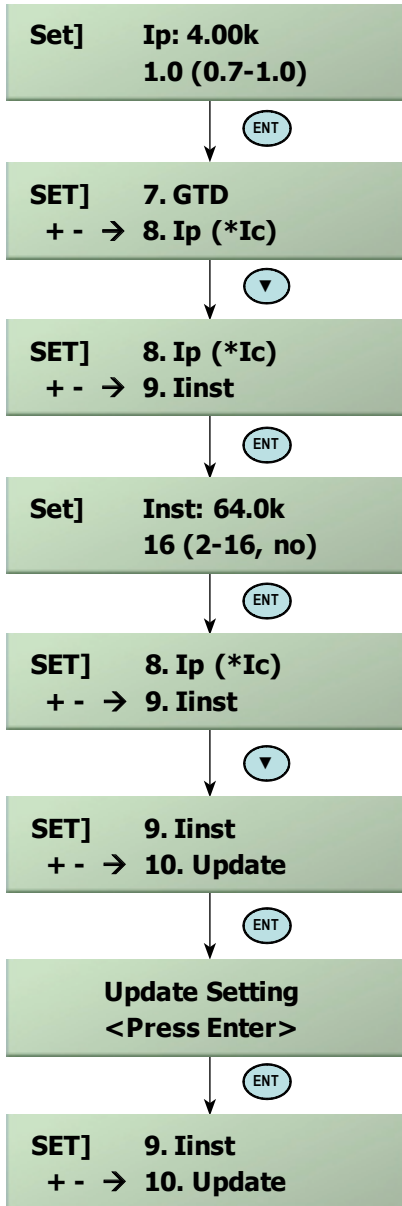 Set] Ip: 4.00k
1.0 (0.7-1.0)
ENT
SET] 7. GTD
+ - → 8. Ip (*Ic)
▼
SET] 8. Ip (*Ic)
+ - → 9. Iinst
ENT
Set] Inst: 64.0k
16 (2-16, no)
ENT
SET] 8. Ip (*Ic)
+ - → 9. Iinst
▼
SET] 9. Iinst
+ - → 10. Update
ENT
Update Setting
<Press Enter>
ENT
SET] 9. Iinst
+ - → 10. Update